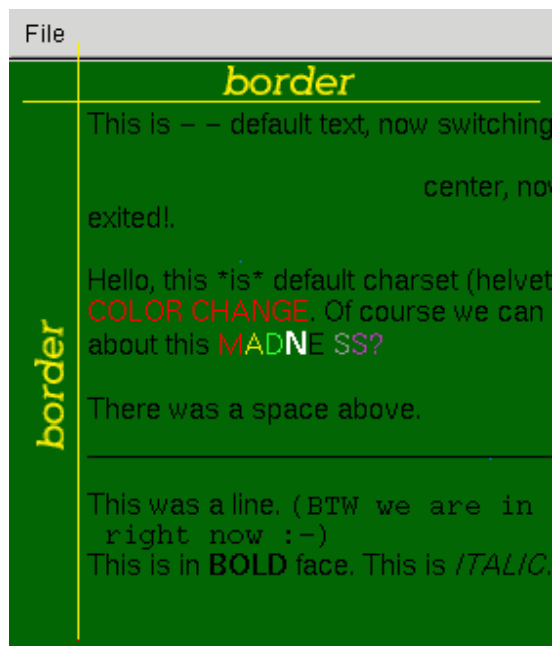 File
border
This is – – default text, now switching
center, now
exited!.
Hello, this *is* default charset (helvet
COLOR CHANGE. Of course we can
about this MADNE SS?
border
There was a space above.
This was a line. (BTW we are in
right now :-)
This is in BOLD face. This is ITALIC.